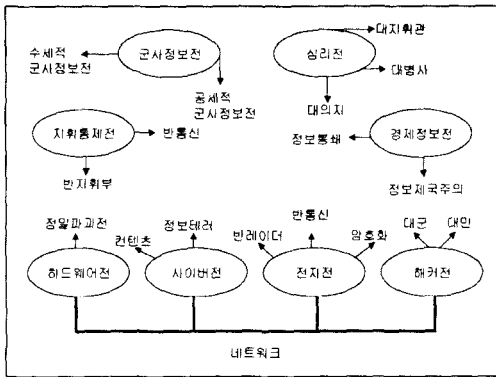 수세적
군사정보전
군사정보전
공세적
군사정보전
심리전
대지휘관
대병사
대의지
지휘통제전
반통신
반지휘부
정보통쇄
경제정보전
정보제국주의
정밀파괴전
하드웨어전
컨텐츠
정보테러
사이버전
반레이더
반통신
암호화
전자전
대군
대민
해커전
네트워크